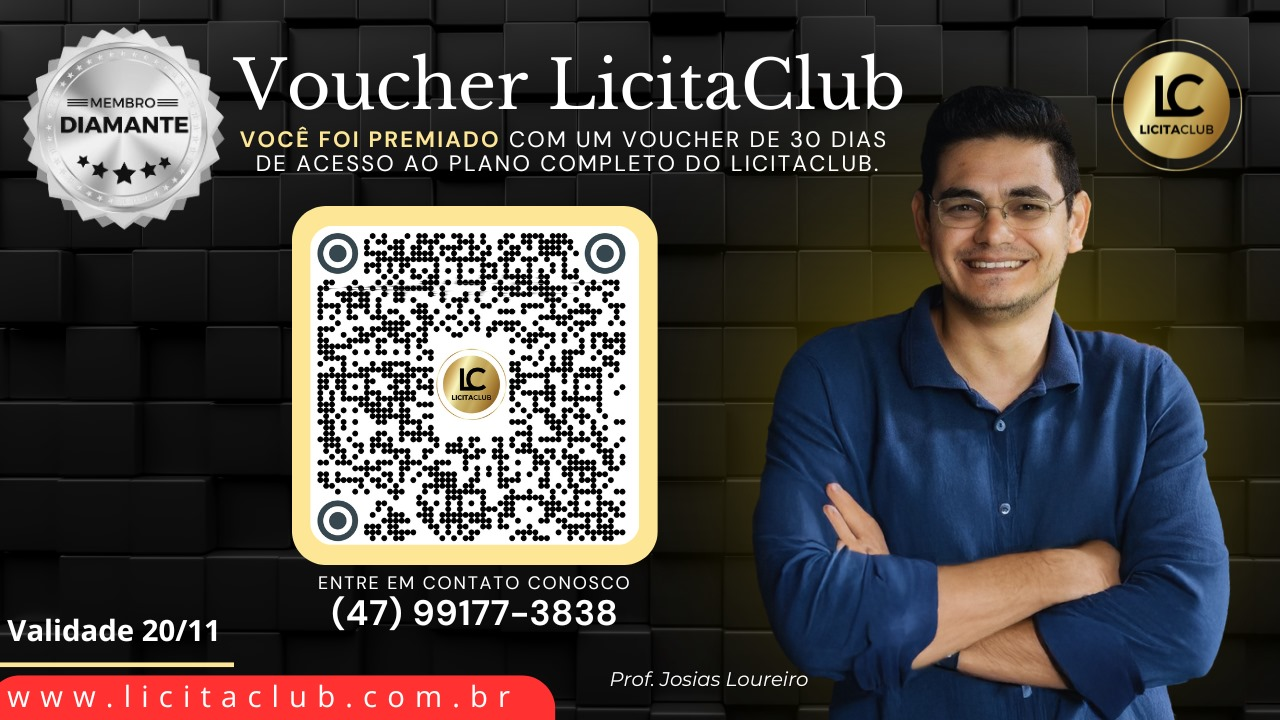 MEMBRO
DIAMANTE
Voucher LicitaClub
VOCÊ FOI PREMIADO COM UM VOUCHER DE 30 DIAS
DE ACESSO AO PLANO COMPLETO DO LICITACLUB.
LC
LICITACLUB
LC
LICITACLUB
ENTRE EM CONTATO CONOSCO
(47) 99177-3838
Validade 20/11
www.licitaclub.com.br
Prof. Josias Loureiro